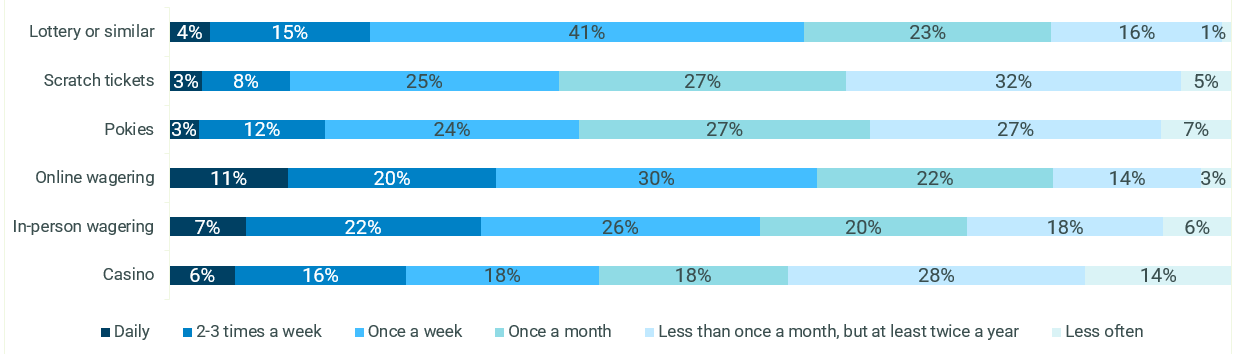 Lottery or similar 4% 15% 41% 23% 16% 1%
Scratch tickets 3% 8% 25% 27% 32% 5%
Pokies 3% 12% 24% 27% 27% 7%
Online wagering 11% 20% 30% 22% 14% 3%
In-person wagering 7% 22% 26% 20% 18% 6%
Casino 6% 16% 18% 18% 28% 14%
Daily 2-3 times a week Once a week Once a month Less than once a month, but at least twice a year Less often